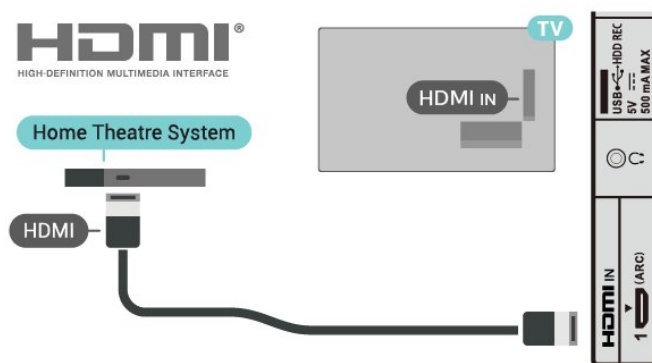 HDMI®
HIGH-DEFINITION MULTIMEDIA INTERFACE
TV
HDMI IN
Home Theatre System
HDMI
USB HDD REC
5V ⎓
500 mA MAX
HDMI IN
1 (ARC)